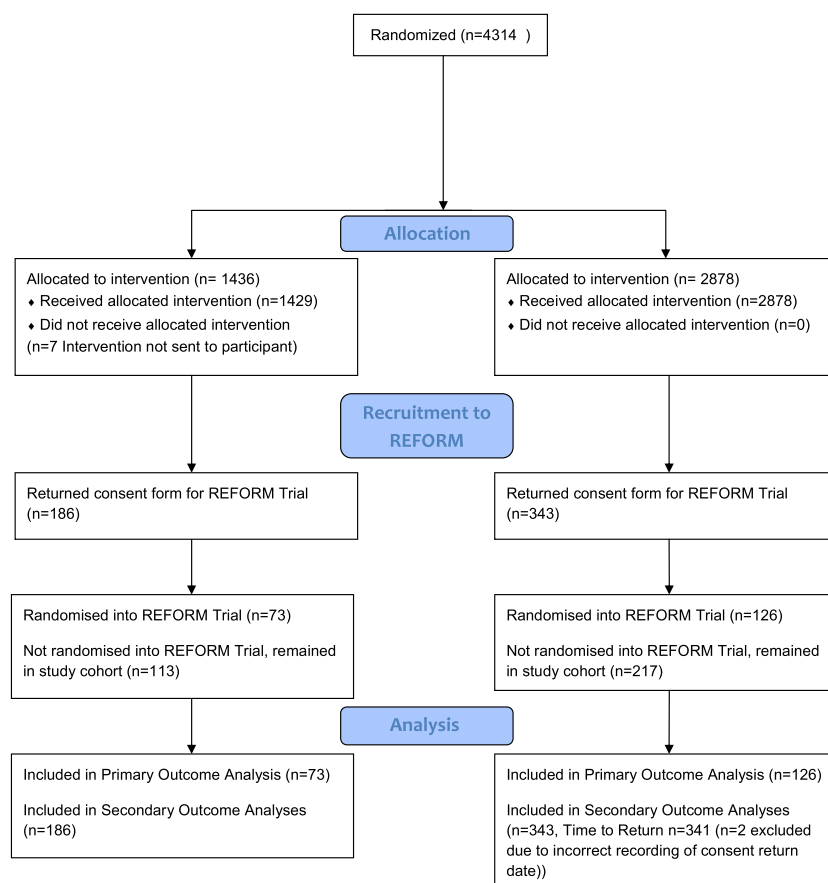 Randomized (n=4314  )
Allocation
Allocated to intervention (n= 1436)
♦ Received allocated intervention (n=1429)
♦ Did not receive allocated intervention
(n=7 Intervention not sent to participant)
Allocated to intervention (n= 2878)
♦ Received allocated intervention (n=2878)
♦ Did not receive allocated intervention (n=0)
Recruitment to
REFORM
Returned consent form for REFORM Trial
(n=186)
Returned consent form for REFORM Trial
(n=343)
Randomised into REFORM Trial (n=73)
Not randomised into REFORM Trial, remained
in study cohort (n=113)
Randomised into REFORM Trial (n=126)
Not randomised into REFORM Trial, remained
in study cohort (n=217)
Analysis
Included in Primary Outcome Analysis (n=73)
Included in Secondary Outcome Analyses
(n=186)
Included in Primary Outcome Analysis (n=126)
Included in Secondary Outcome Analyses
(n=343, Time to Return n=341 (n=2 excluded
due to incorrect recording of consent return
date))